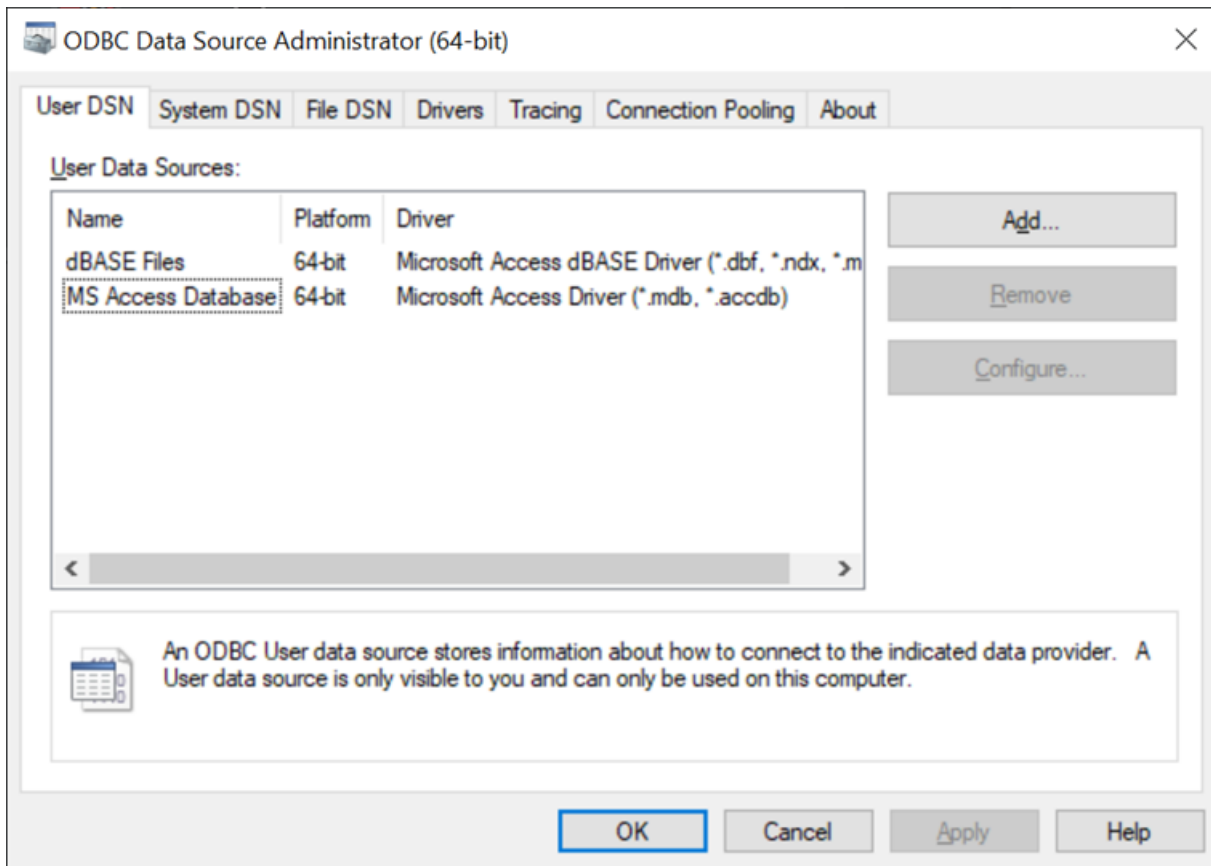 ODBC Data Source Administrator (64-bit)
User DSN System DSN File DSN Drivers Tracing Connection Pooling About
User Data Sources:
Name Platform Driver
dBASE Files 64-bit Microsoft Access dBASE Driver (*.dbf, *.ndx, *.m
MS Access Database 64-bit Microsoft Access Driver (*.mdb, *.accdb)
Add...
Remove
Configure...
An ODBC User data source stores information about how to connect to the indicated data provider. A
User data source is only visible to you and can only be used on this computer.
OK Cancel Apply Help